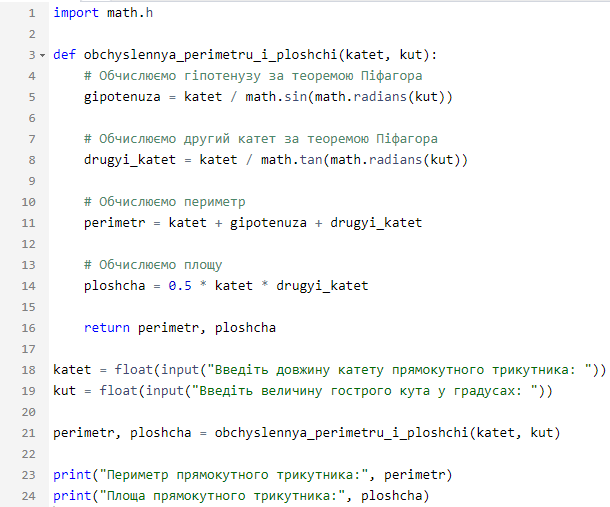 1 import math.h
2
3 def obchyslennya_perimetru_i_ploshchi(katet, kut):
4     # Обчислюємо гіпотенузу за теоремою Піфагора
5     gipotenuza = katet / math.sin(math.radians(kut))
6
7     # Обчислюємо другий катет за теоремою Піфагора
8     drugyi_katet = katet / math.tan(math.radians(kut))
9
10     # Обчислюємо периметр
11     perimetr = katet + gipotenuza + drugyi_katet
12
13     # Обчислюємо площу
14     ploshcha = 0.5 * katet * drugyi_katet
15
16     return perimetr, ploshcha
17
18 katet = float(input("Введіть довжину катету прямокутного трикутника: "))
19 kut = float(input("Введіть величину гострого кута у градусах: "))
20
21 perimetr, ploshcha = obchyslennya_perimetru_i_ploshchi(katet, kut)
22
23 print("Периметр прямокутного трикутника:", perimetr)
24 print("Площа прямокутного трикутника:", ploshcha)